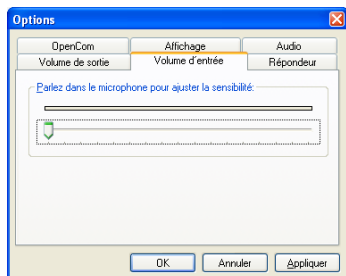 Options
OpenCom Affichage Audio
Volume de sortie Volume d'entrée Répondeur
Parlez dans le microphone pour ajuster la sensibilité:
OK Annuler Appliquer